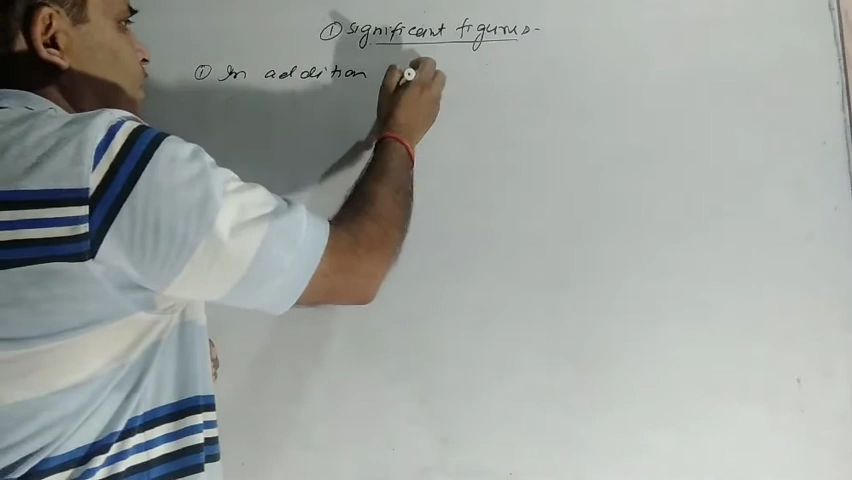 ① Significant figures-
① In addition